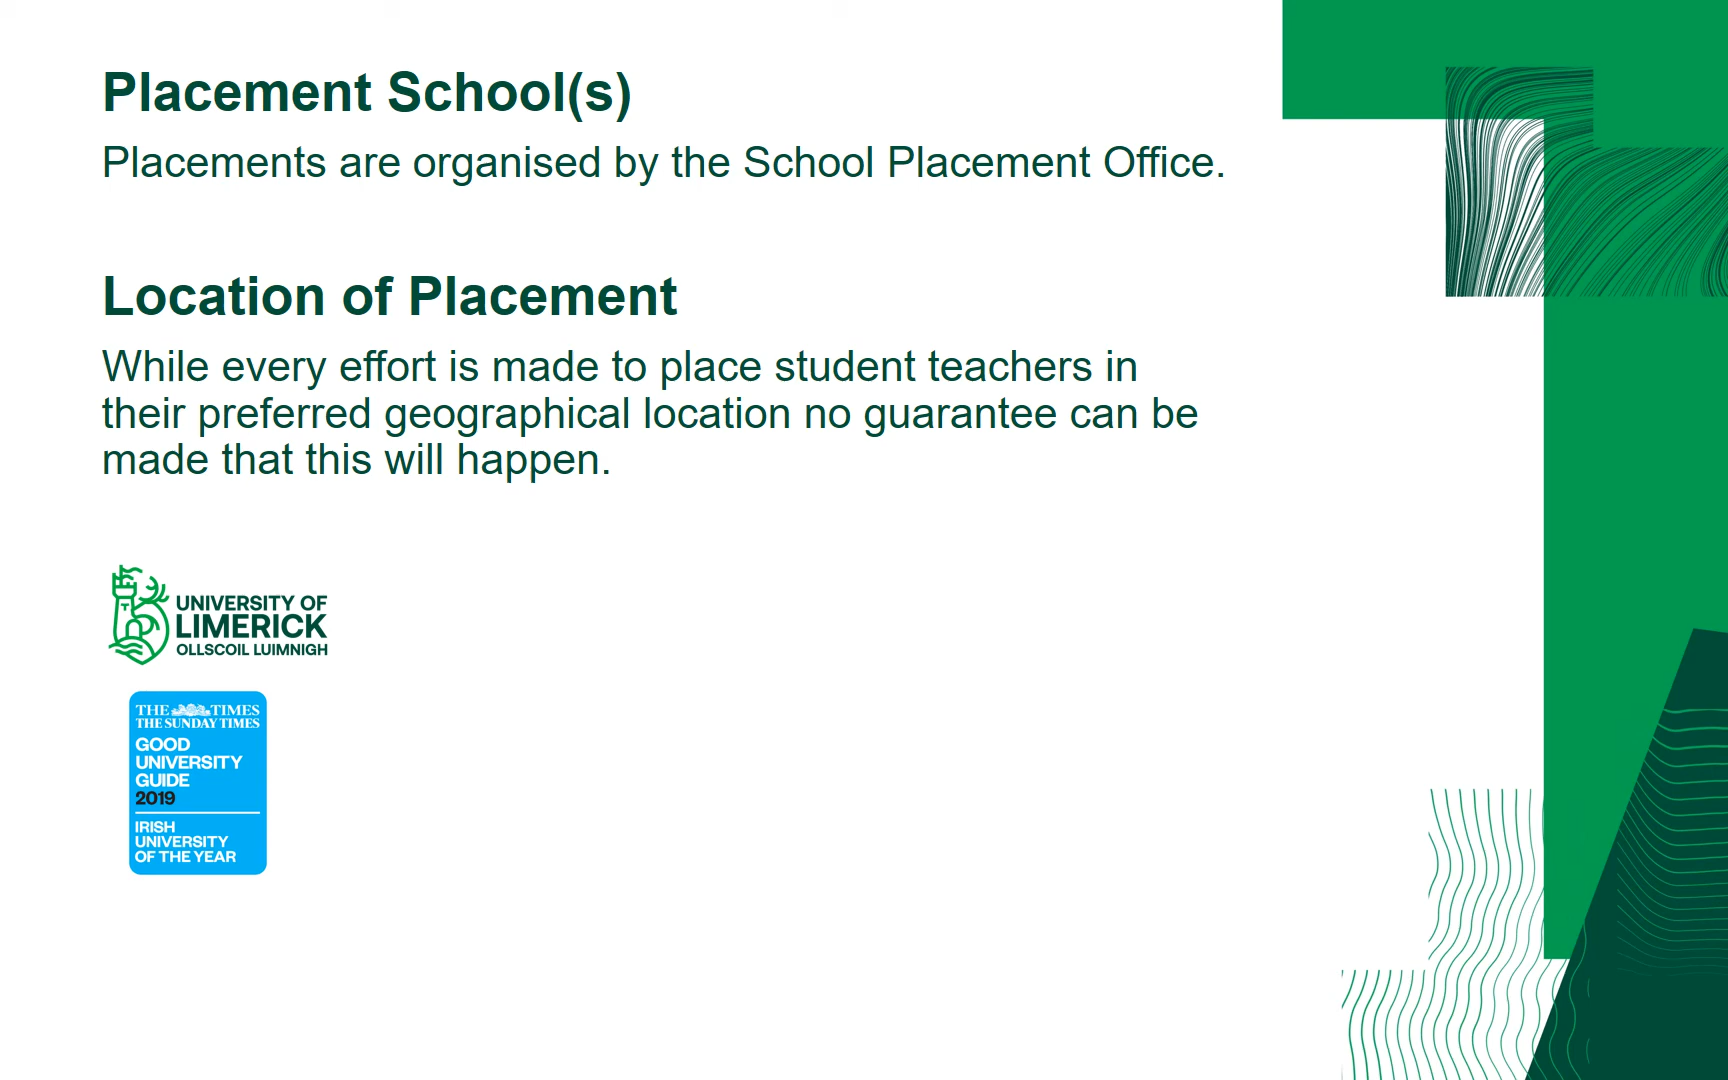 Placement School(s)
Placements are organised by the School Placement Office.
Location of Placement
While every effort is made to place student teachers in
their preferred geographical location no guarantee can be
made that this will happen.
UNIVERSITY OF
LIMERICK
OLLSCOIL LUIMNIGH
THE TIMES
THE SUNDAY TIMES
GOOD
UNIVERSITY
GUIDE
2019
IRISH
UNIVERSITY
OF THE YEAR